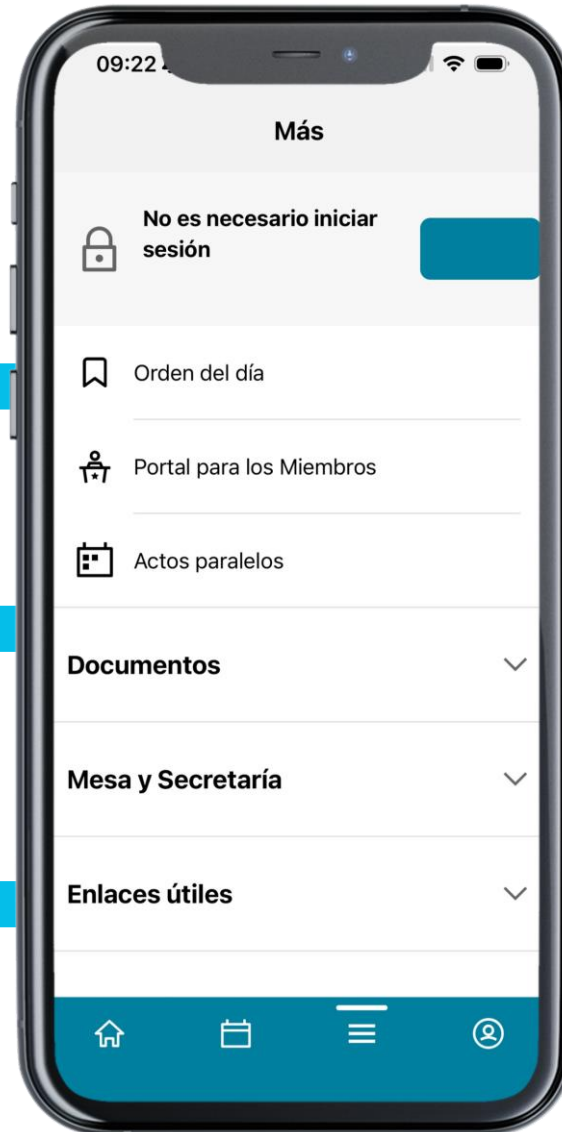 09:22
Más
No es necesario iniciar
sesión
Orden del día
Portal para los Miembros
Actos paralelos
Documentos
Mesa y Secretaría
Enlaces útiles